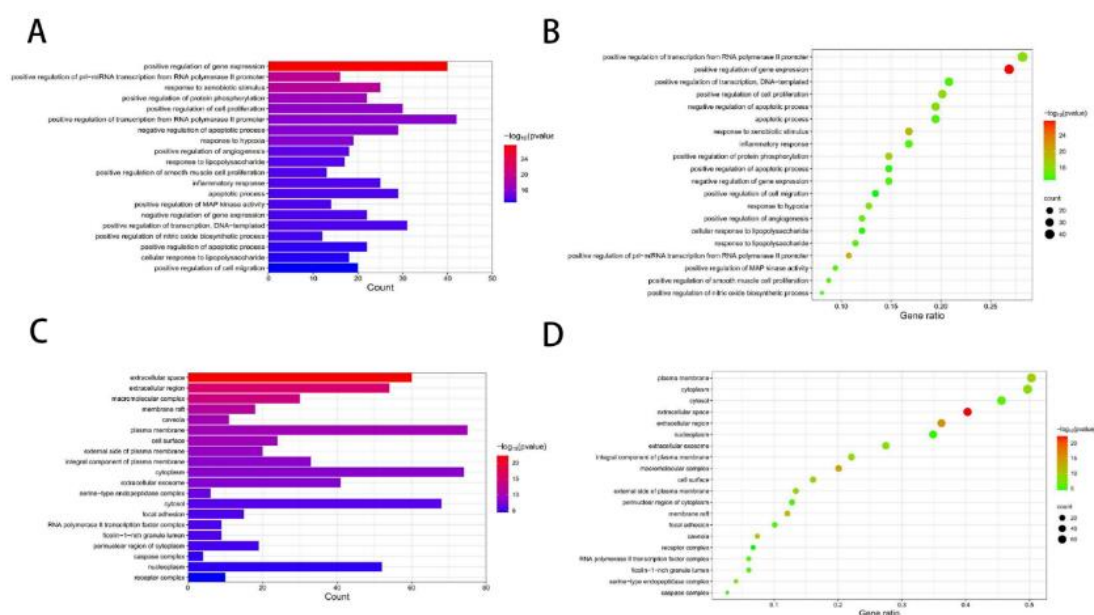 A
positive regulation of gene expression
positive regulation of pri-miRNA transcription from RNA polymerase II promoter
response to xenobiotic stimulus
positive regulation of protein phosphorylation
positive regulation of cell proliferation
positive regulation of transcription from RNA polymerase II promoter
negative regulation of apoptotic process
response to hypoxia
positive regulation of angiogenesis
response to lipopolysaccharide
positive regulation of smooth muscle cell proliferation
inflammatory response
apoptotic process
positive regulation of MAP kinase activity
negative regulation of gene expression
positive regulation of transcription, DNA-templated
positive regulation of nitric oxide biosynthetic process
positive regulation of apoptotic process
cellular response to lipopolysaccharide
positive regulation of cell migration
0 10 20 30 40 50
Count
−log10(pvalue
24
20
16
B
positive regulation of transcription from RNA polymerase II promoter
positive regulation of gene expression
positive regulation of transcription, DNA-templated
positive regulation of cell proliferation
negative regulation of apoptotic process
apoptotic process
response to xenobiotic stimulus
inflammatory response
positive regulation of protein phosphorylation
positive regulation of apoptotic process
negative regulation of gene expression
positive regulation of cell migration
response to hypoxia
positive regulation of angiogenesis
cellular response to lipopolysaccharide
response to lipopolysaccharide
positive regulation of pri-miRNA transcription from RNA polymerase II promoter
positive regulation of MAP kinase activity
positive regulation of smooth muscle cell proliferation
positive regulation of nitric oxide biosynthetic process
0.10 0.15 0.20 0.25
Gene ratio
−log10(pvalue)
24
20
16
count
20
30
40
C
extracellular space
extracellular region
macromolecular complex
membrane raft
caveola
plasma membrane
cell surface
external side of plasma membrane
integral component of plasma membrane
cytoplasm
extracellular exosome
serine-type endopeptidase complex
cytosol
focal adhesion
RNA polymerase II transcription factor complex
ficolin-1-rich granule lumen
perinuclear region of cytoplasm
caspase complex
nucleoplasm
receptor complex
0 20 40 60 80
Count
−log10(pvalue)
20
15
10
5
D
plasma membrane
cytoplasm
cytosol
extracellular space
extracellular region
nucleoplasm
extracellular exosome
integral component of plasma membrane
macromolecular complex
cell surface
external side of plasma membrane
perinuclear region of cytoplasm
membrane raft
focal adhesion
caveola
receptor complex
RNA polymerase II transcription factor complex
ficolin-1-rich granule lumen
serine-type endopeptidase complex
caspase complex
0.1 0.2 0.3 0.4 0.5
Gene ratio
−log10(pvalue)
20
15
10
5
count
20
40
60